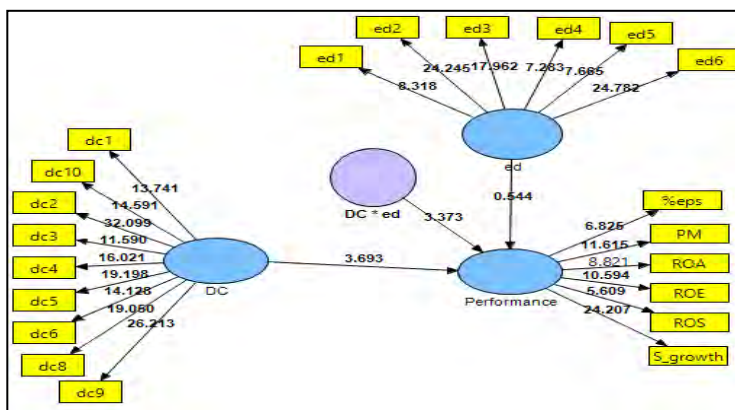 ed2
ed3
ed4
ed5
ed1
ed6
24.245
17.962
7.283
7.665
24.782
8.318
ed
dc1
dc10
dc2
dc3
dc4
dc5
dc6
dc8
dc9
13.741
14.591
32.099
11.590
16.021
19.198
14.128
19.050
26.213
DC
DC * ed
3.373
0.544
3.693
Performance
%eps
PM
ROA
ROE
ROS
S_growth
6.825
11.615
8.821
10.594
5.609
24.207